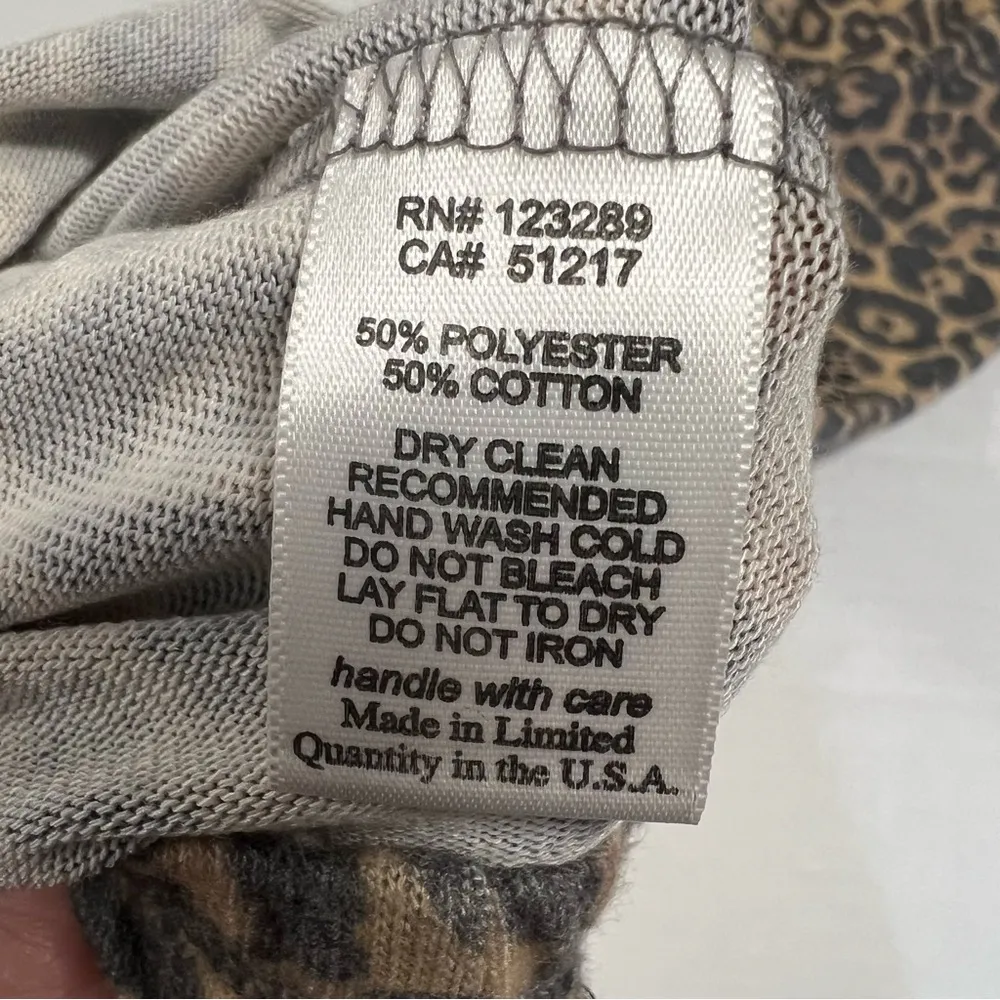 RN# 123289
CA# 51217
50% POLYESTER
50% COTTON
DRY CLEAN
RECOMMENDED
HAND WASH COLD
DO NOT BLEACH
LAY FLAT TO DRY
DO NOT IRON
handle with care
Made in Limited
Quantity in the U.S.A.